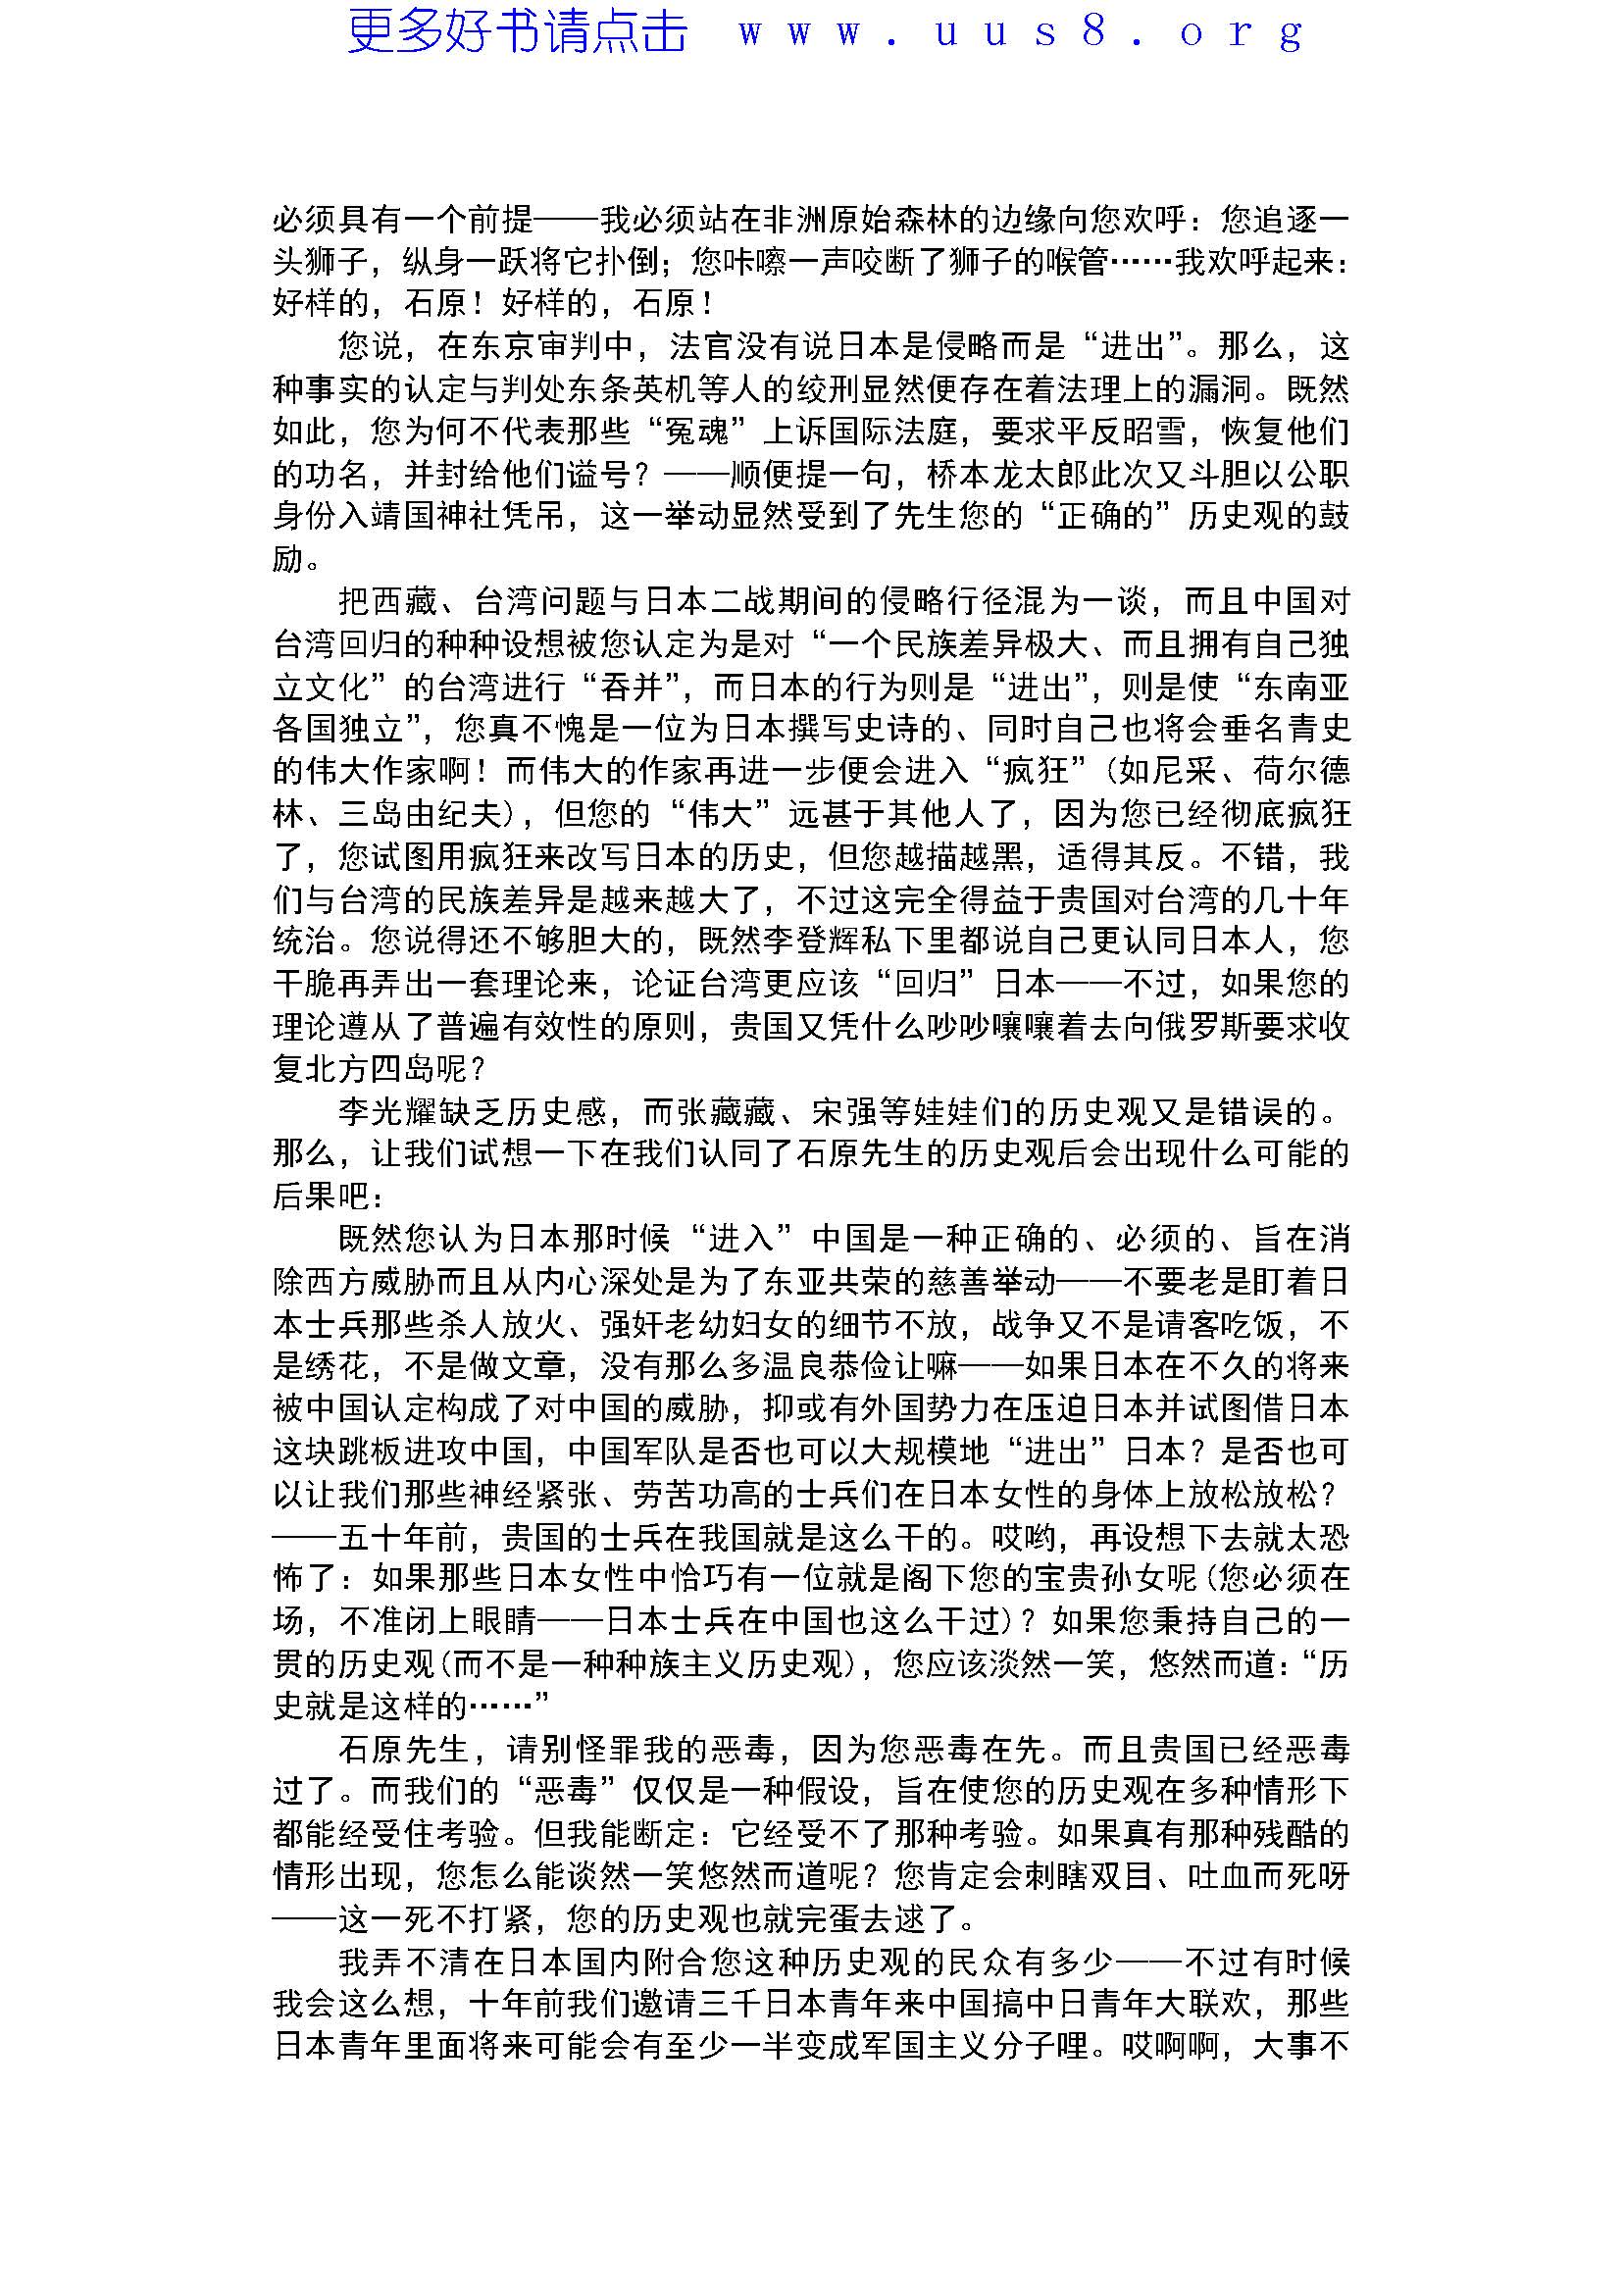 更多好书请点击 www.uus8.org
必须具有一个前提——我必须站在非洲原始森林的边缘向您欢呼：您追逐一
头狮子，纵身一跃将它扑倒；您咔嚓一声咬断了狮子的喉管……我欢呼起来：
好样的，石原！好样的，石原！
您说，在东京审判中，法官没有说日本是侵略而是“进出”。那么，这
种事实的认定与判处东条英机等人的绞刑显然便存在着法理上的漏洞。既然
如此，您为何不代表那些“冤魂”上诉国际法庭，要求平反昭雪，恢复他们
的功名，并封给他们谥号？——顺便提一句，桥本龙太郎此次又斗胆以公职
身份入靖国神社凭吊，这一举动显然受到了先生您的“正确的”历史观的鼓
励。
把西藏、台湾问题与日本二战期间的侵略行径混为一谈，而且中国对
台湾回归的种种设想被您认定为是对“一个民族差异极大、而且拥有自己独
立文化”的台湾进行“吞并”，而日本的行为则是“进出”，则是使“东南亚
各国独立”，您真不愧是一位为日本撰写史诗的、同时自己也将会垂名青史
的伟大作家啊！而伟大的作家再进一步便会进入“疯狂”(如尼采、荷尔德
林、三岛由纪夫)，但您的“伟大”远甚于其他人了，因为您已经彻底疯狂
了，您试图用疯狂来改写日本的历史，但您越描越黑，适得其反。不错，我
们与台湾的民族差异是越来越大了，不过这完全得益于贵国对台湾的几十年
统治。您说得还不够胆大的，既然李登辉私下里都说自己更认同日本人，您
干脆再弄出一套理论来，论证台湾更应该“回归”日本——不过，如果您的
理论遵从了普遍有效性的原则，贵国又凭什么吵吵嚷嚷着去向俄罗斯要求收
复北方四岛呢？
李光耀缺乏历史感，而张藏藏、宋强等娃娃们的历史观又是错误的。
那么，让我们试想一下在我们认同了石原先生的历史观后会出现什么可能的
后果吧：
既然您认为日本那时候“进入”中国是一种正确的、必须的、旨在消
除西方威胁而且从内心深处是为了东亚共荣的慈善举动——不要老是盯着日
本士兵那些杀人放火、强奸老幼妇女的细节不放，战争又不是请客吃饭，不
是绣花，不是做文章，没有那么多温良恭俭让嘛——如果日本在不久的将来
被中国认定构成了对中国的威胁，抑或有外国势力在压迫日本并试图借日本
这块跳板进攻中国，中国军队是否也可以大规模地“进出”日本？是否也可
以让我们那些神经紧张、劳苦功高的士兵们在日本女性的身体上放松放松？
——五十年前，贵国的士兵在我国就是这么干的。哎哟，再设想下去就太恐
怖了：如果那些日本女性中恰巧有一位就是阁下您的宝贵孙女呢(您必须在
场，不准闭上眼睛——日本士兵在中国也这么干过)？如果您秉持自己的一
贯的历史观(而不是一种种族主义历史观)，您应该淡然一笑，悠然而道：“历
史就是这样的……”
石原先生，请别怪罪我的恶毒，因为您恶毒在先。而且贵国已经恶毒
过了。而我们的“恶毒”仅仅是一种假设，旨在使您的历史观在多种情形下
都能经受住考验。但我能断定：它经受不了那种考验。如果真有那种残酷的
情形出现，您怎么能谈然一笑悠然而道呢？您肯定会刺瞎双目、吐血而死呀
——这一死不打紧，您的历史观也就完蛋去逑了。
我弄不清在日本国内附合您这种历史观的民众有多少——不过有时候
我会这么想，十年前我们邀请三千日本青年来中国搞中日青年大联欢，那些
日本青年里面将来可能会有至少一半变成军国主义分子哩。哎啊啊，大事不